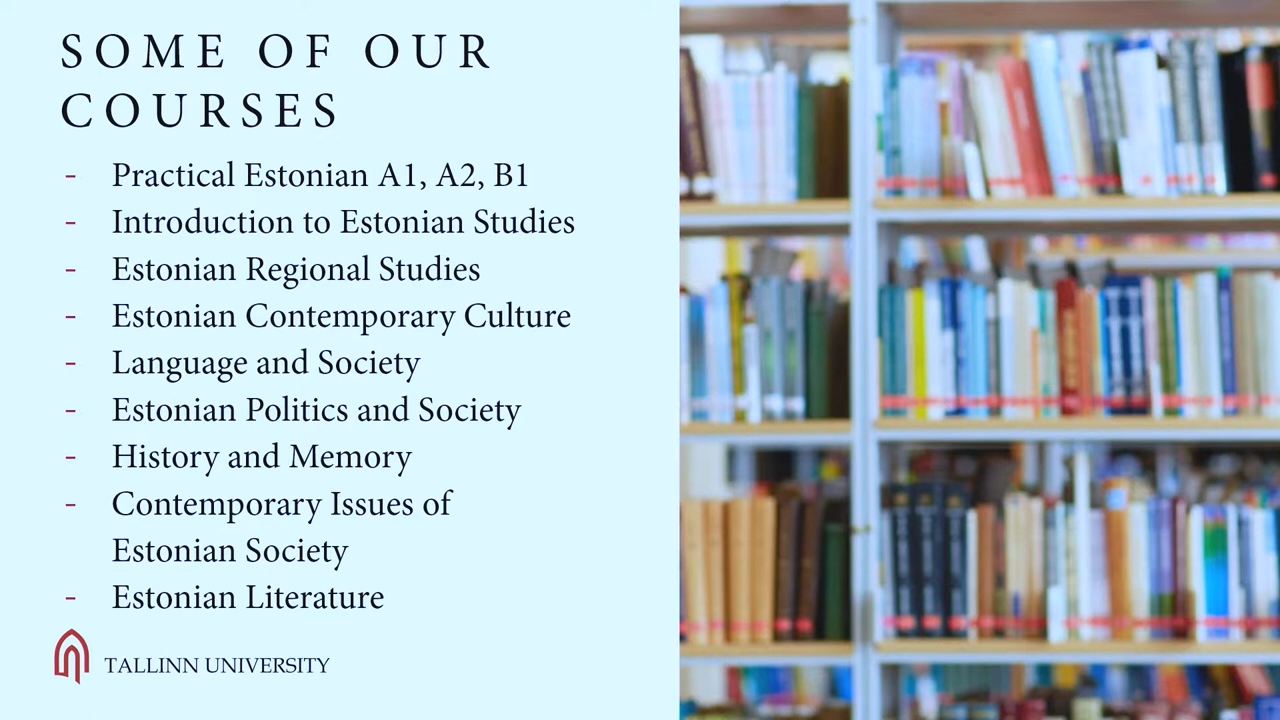 SOME OF OUR
COURSES
- Practical Estonian A1, A2, B1
- Introduction to Estonian Studies
- Estonian Regional Studies
- Estonian Contemporary Culture
- Language and Society
- Estonian Politics and Society
- History and Memory
- Contemporary Issues of
Estonian Society
- Estonian Literature
TALLINN UNIVERSITY